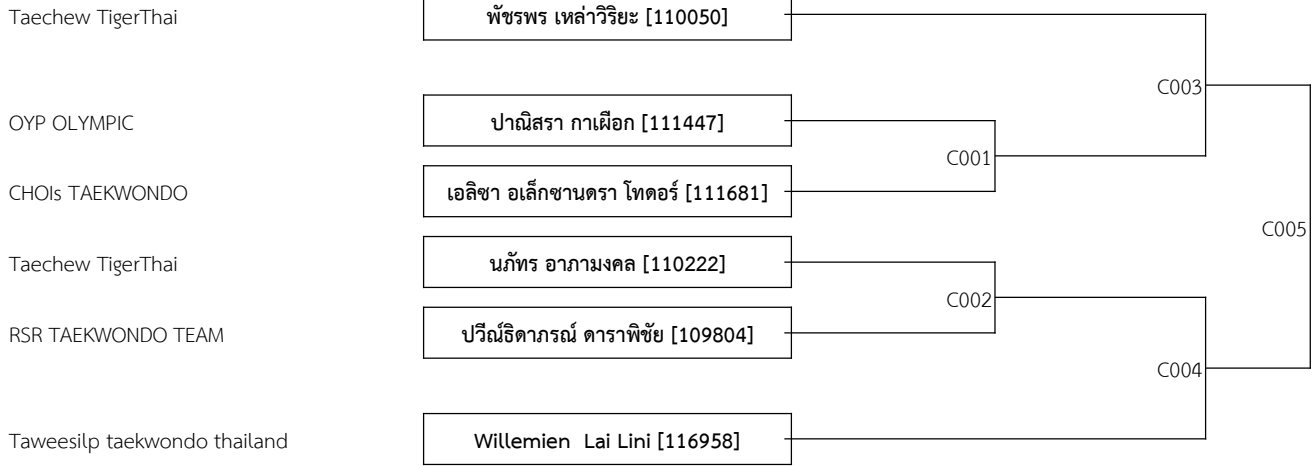 Taechew TigerThai พัชรพร เหล่าวิริยะ [110050]
C003
OYP OLYMPIC ปาณิสรา กาเผือก [111447]
C001
CHOIs TAEKWONDO เอลิซา อเล็กซานดรา โทดอร์ [111681]
C005
Taechew TigerThai นภัทร อาภามงคล [110222]
C002
RSR TAEKWONDO TEAM ปวีณ์ธิดาภรณ์ ดาราพิชัย [109804]
C004
Taweesilp taekwondo thailand Willemien Lai Lini [116958]